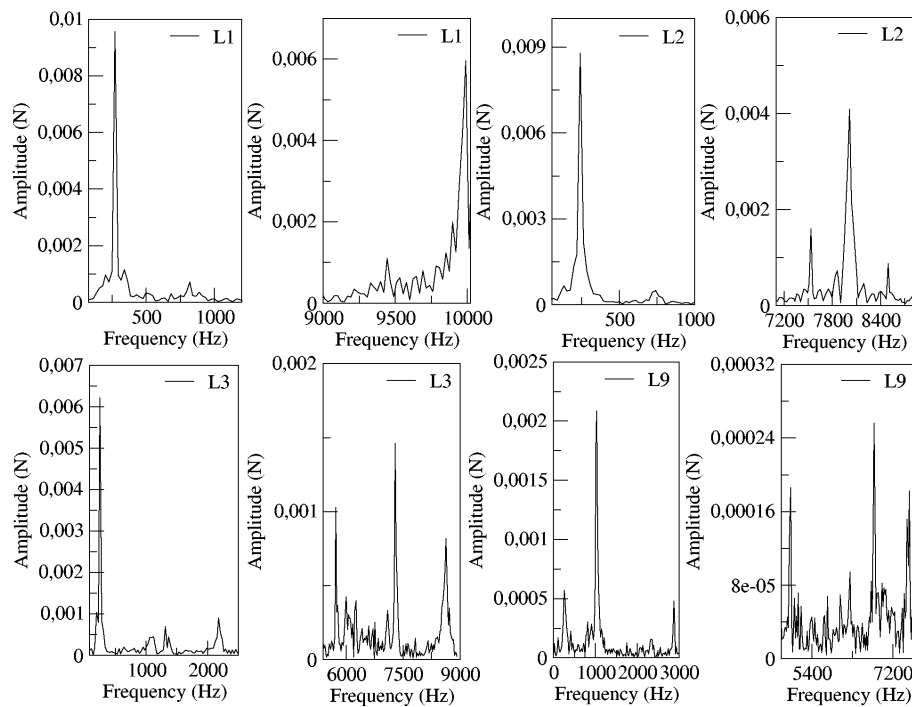 0,01
L1
0,008
0,006
0,004
0,002
0
500
1000
Frequency (Hz)
Amplitude (N)
L1
0,006
0,004
0,002
0
9000
9500
10000
Frequency (Hz)
Amplitude (N)
L2
0,009
0,006
0,003
0
500
1000
Frequency (Hz)
Amplitude (N)
0,006
L2
0,004
0,002
0
7200
7800
8400
Frequency (Hz)
Amplitude (N)
0,007
L3
0,006
0,005
0,004
0,003
0,002
0,001
0
1000
2000
Frequency (Hz)
Amplitude (N)
0,002
L3
0,001
0
6000
7500
9000
Frequency (Hz)
Amplitude (N)
0,0025
L9
0,002
0,0015
0,001
0,0005
0
0
1000
2000
3000
Frequency (Hz)
Amplitude (N)
0,00032
L9
0,00024
0,00016
8e-05
0
5400
7200
Frequency (Hz)
Amplitude (N)